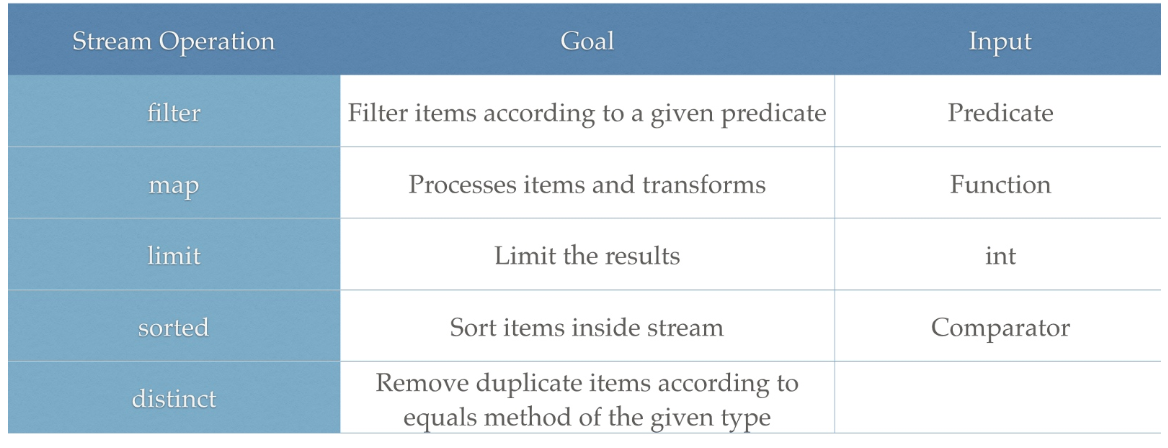 Stream Operation Goal Input
filter Filter items according to a given predicate Predicate
map Processes items and transforms Function
limit Limit the results int
sorted Sort items inside stream Comparator
distinct Remove duplicate items according to
equals method of the given type